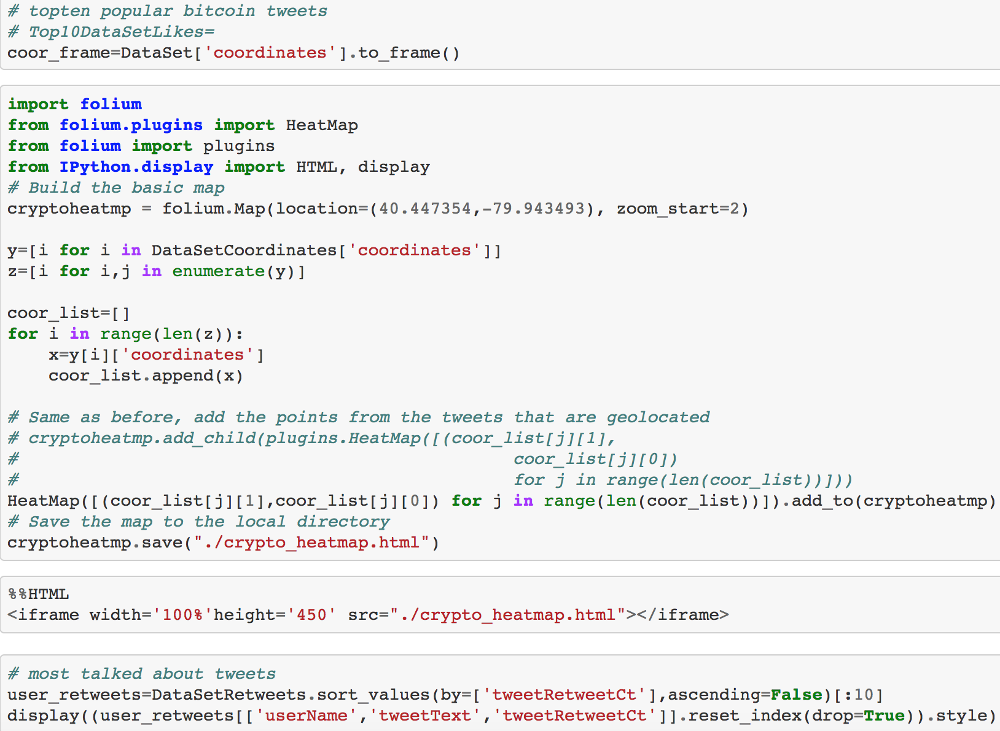 # topten popular bitcoin tweets
# Top10DataSetLikes=
coor_frame=DataSet['coordinates'].to_frame()
import folium
from folium.plugins import HeatMap
from folium import plugins
from IPython.display import HTML, display
# Build the basic map
cryptoheatmp = folium.Map(location=(40.447354,-79.943493), zoom_start=2)
y=[i for i in DataSetCoordinates['coordinates']]
z=[i for i,j in enumerate(y)]
coor_list=[]
for i in range(len(z)):
    x=y[i]['coordinates']
    coor_list.append(x)
# Same as before, add the points from the tweets that are geolocated
# cryptoheatmp.add_child(plugins.HeatMap([(coor_list[j][1],
#                                                coor_list[j][0])
#                                                for j in range(len(coor_list))]))
HeatMap([(coor_list[j][1],coor_list[j][0]) for j in range(len(coor_list))]).add_to(cryptoheatmp)
# Save the map to the local directory
cryptoheatmp.save("./crypto_heatmap.html")
%%HTML
<iframe width='100%'height='450' src="./crypto_heatmap.html"></iframe>
# most talked about tweets
user_retweets=DataSetRetweets.sort_values(by=['tweetRetweetCt'],ascending=False)[:10]
display((user_retweets[['userName','tweetText','tweetRetweetCt']].reset_index(drop=True)).style)